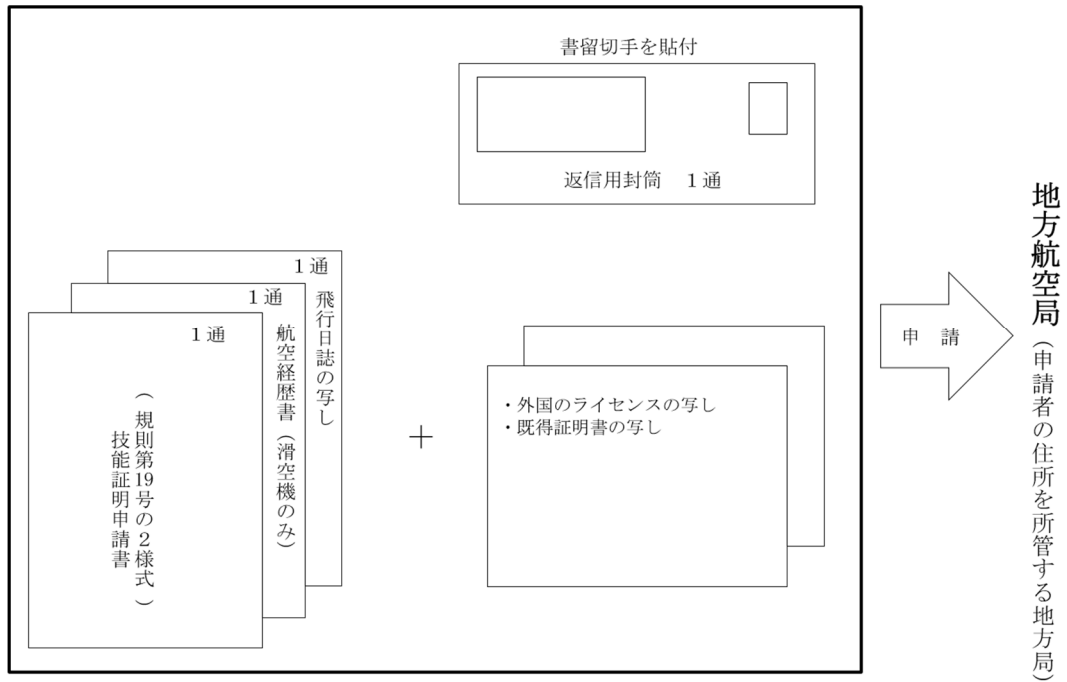 書留切手を貼付
返信用封筒　１通
１通
飛行日誌の写し
１通
航空経歴書（滑空機のみ）
１通
（規則第19号の２様式）
技能証明申請書
＋
・外国のライセンスの写し
・既得証明書の写し
申　請
地方航空局（申請者の住所を所管する地方局）